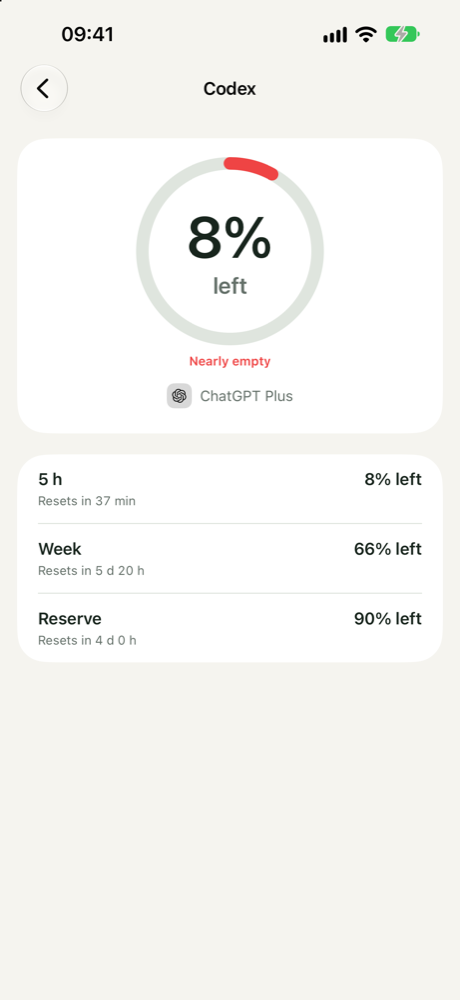 09:41
Codex
8%
left
Nearly empty
ChatGPT Plus
5 h
8% left
Resets in 37 min
Week
66% left
Resets in 5 d 20 h
Reserve
90% left
Resets in 4 d 0 h